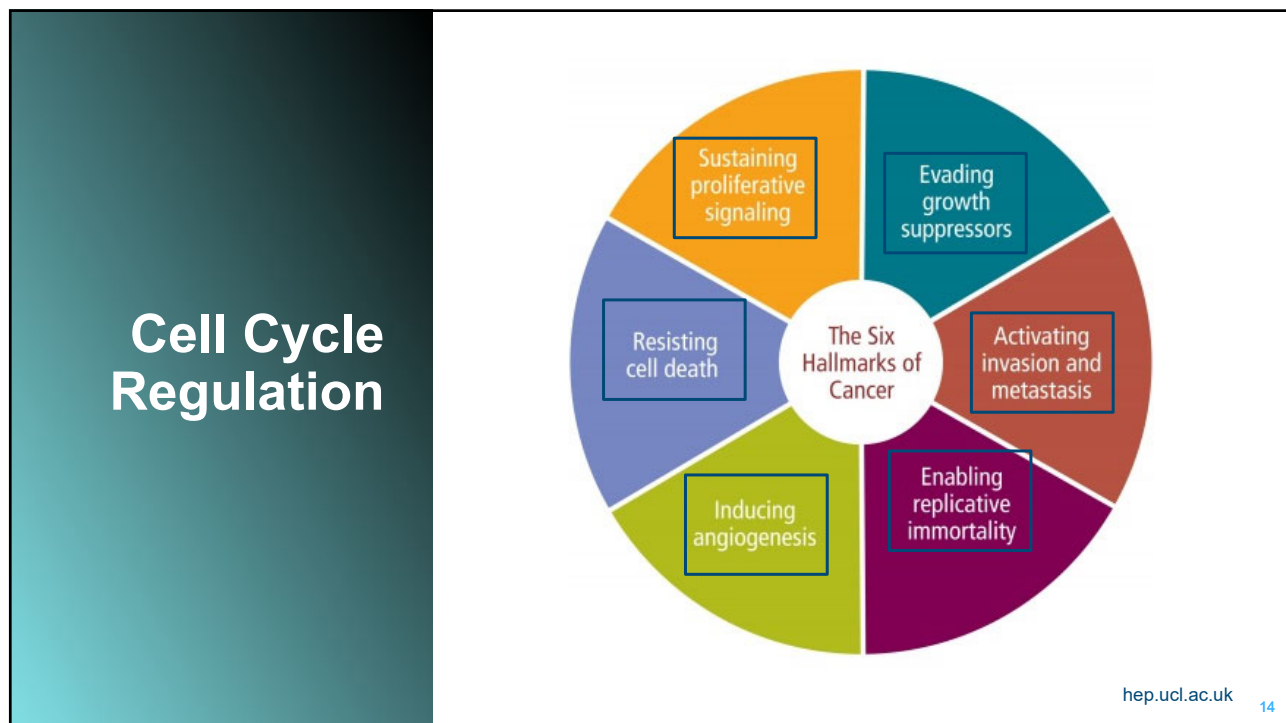 Cell Cycle
Regulation
Sustaining
proliferative
signaling
Evading
growth
suppressors
Resisting
cell death
The Six
Hallmarks of
Cancer
Activating
invasion and
metastasis
Inducing
angiogenesis
Enabling
replicative
immortality
hep.ucl.ac.uk
14